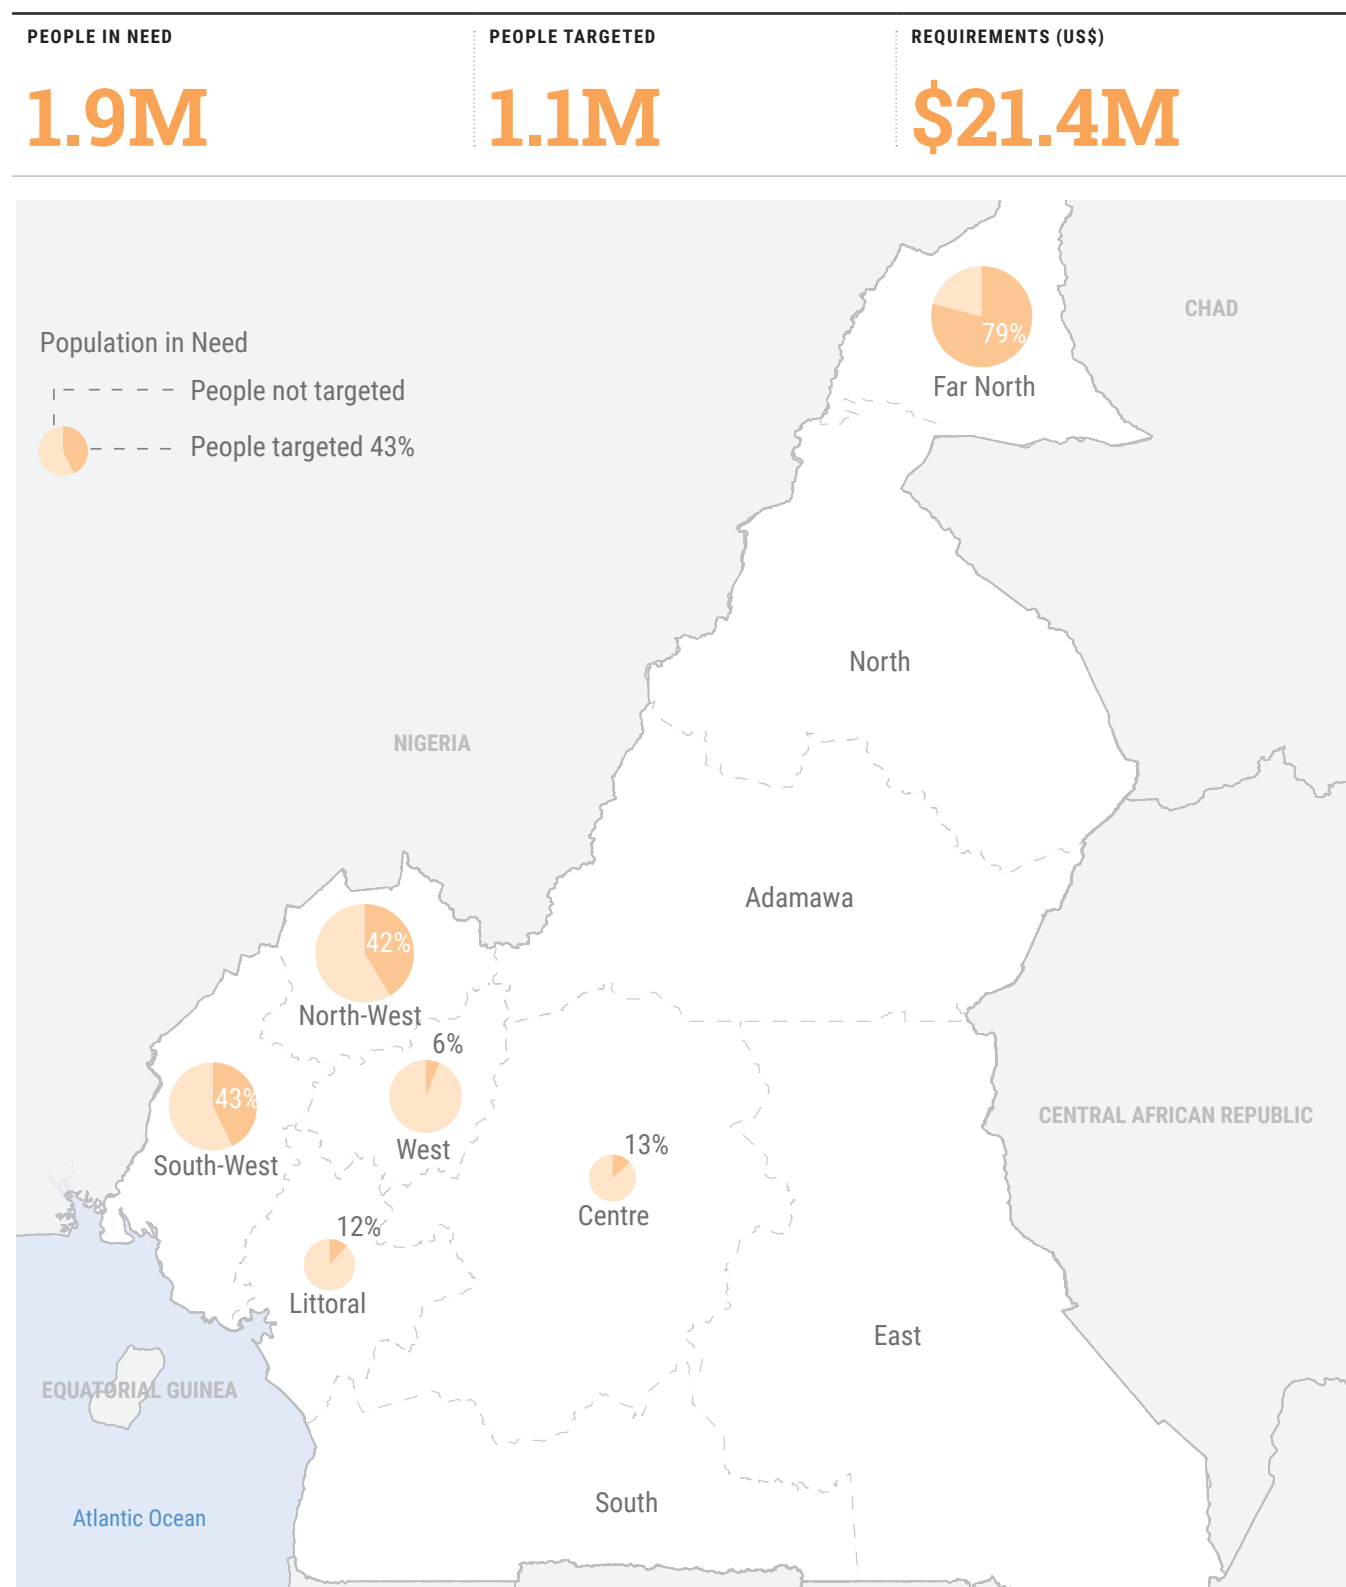 PEOPLE IN NEED
1.9M
PEOPLE TARGETED
1.1M
REQUIREMENTS (US$)
$21.4M
Population in Need
People not targeted
People targeted 43%
79%
Far North
CHAD
North
NIGERIA
Adamawa
42%
North-West
6%
West
43%
South-West
13%
Centre
CENTRAL AFRICAN REPUBLIC
12%
Littoral
East
EQUATORIAL GUINEA
South
Atlantic Ocean